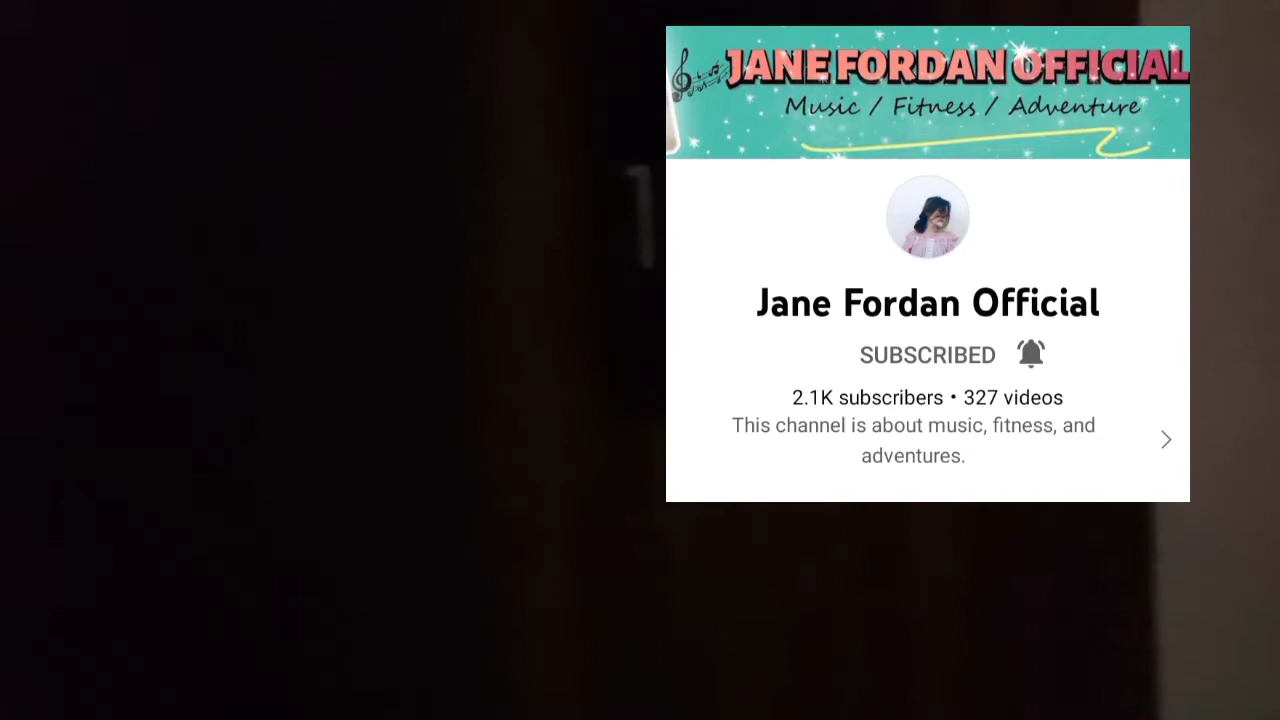 JANE FORDAN OFFICIAL
Music / Fitness / Adventure
1
Jane Fordan Official
SUBSCRIBED
2.1K subscribers • 327 videos
This channel is about music, fitness, and
adventures.